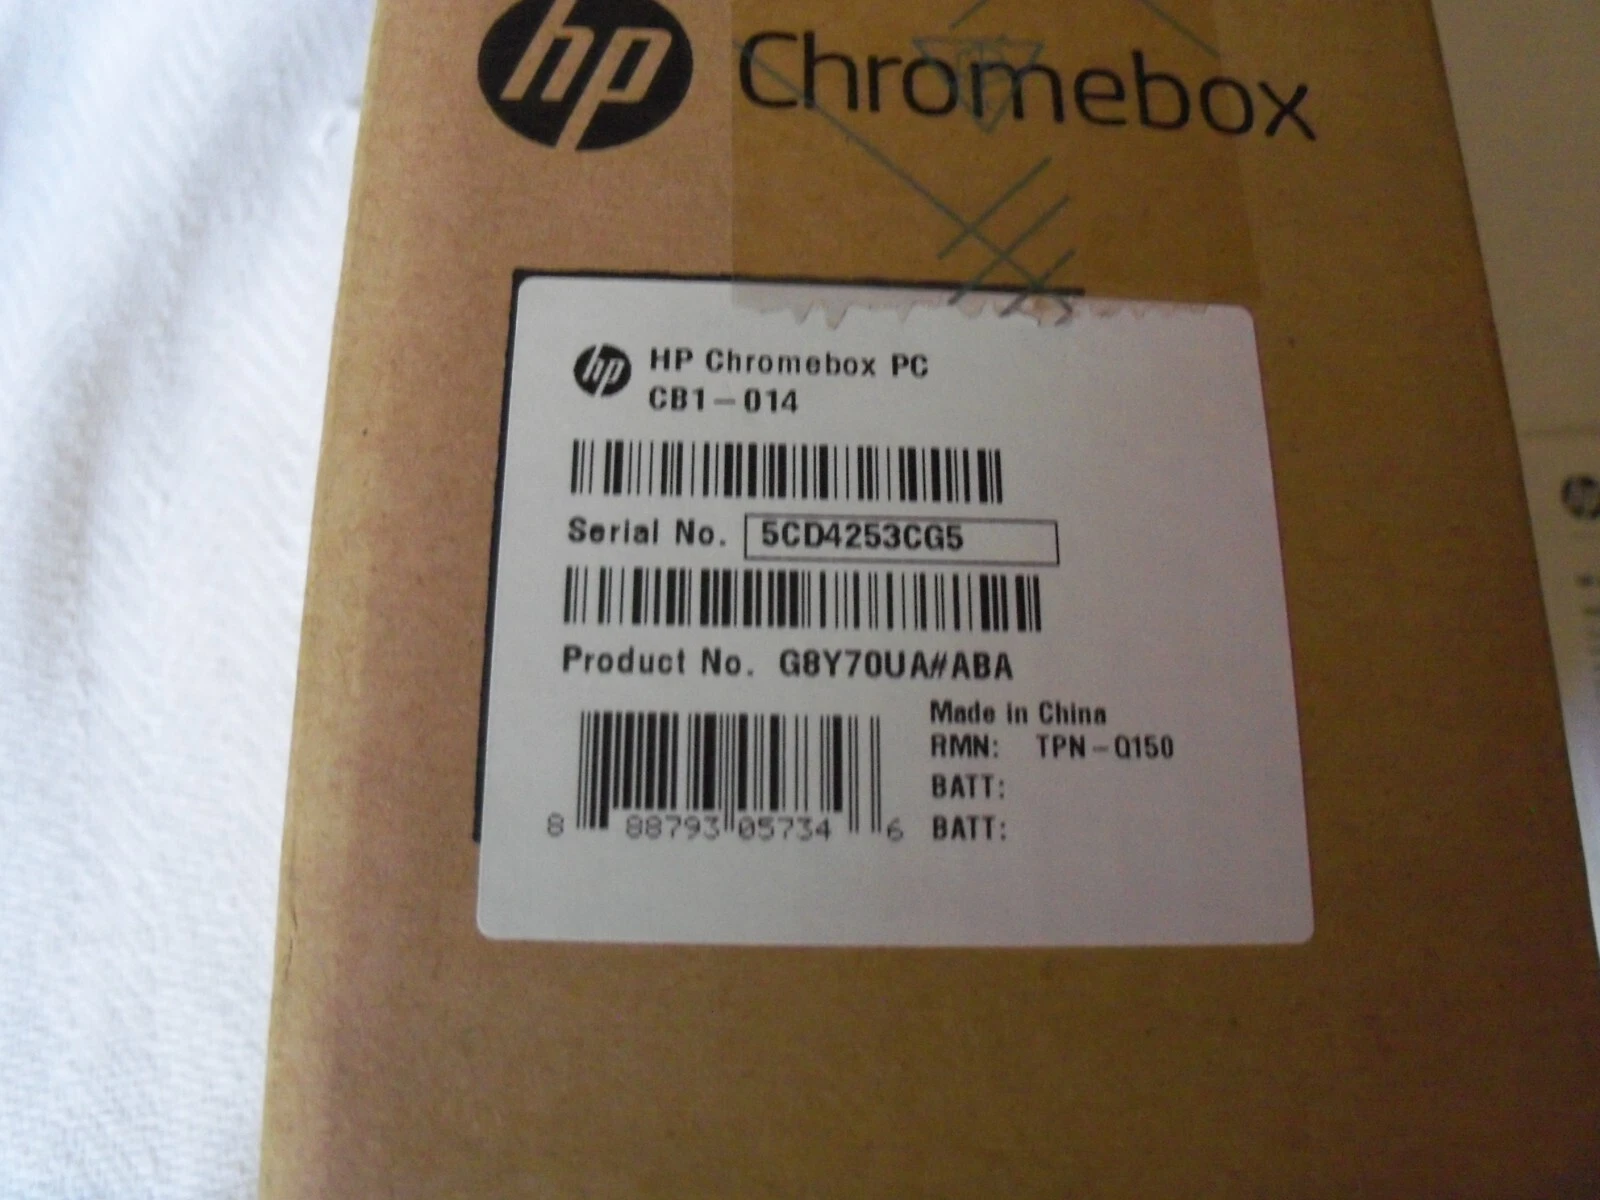 hp Chromebox
hp HP Chromebox PC
CB1-014
Serial No. 5CD4253CG5
Product No. G8Y70UA#ABA
Made in China
RMN: TPN-Q150
BATT:
BATT:
8 88793 05734 6